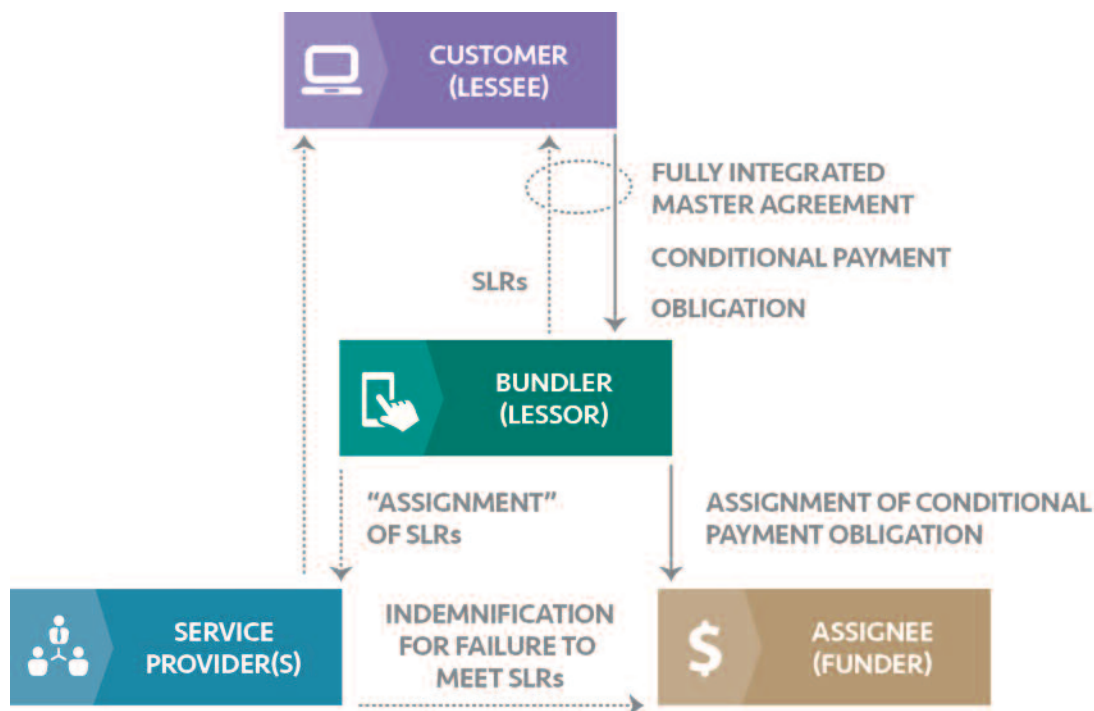 CUSTOMER
(LESSEE)
FULLY INTEGRATED
MASTER AGREEMENT
CONDITIONAL PAYMENT
OBLIGATION
SLRs
BUNDLER
(LESSOR)
“ASSIGNMENT”
OF SLRs
ASSIGNMENT OF CONDITIONAL
PAYMENT OBLIGATION
SERVICE
PROVIDER(S)
INDEMNIFICATION
FOR FAILURE TO
MEET SLRs
$
ASSIGNEE
(FUNDER)